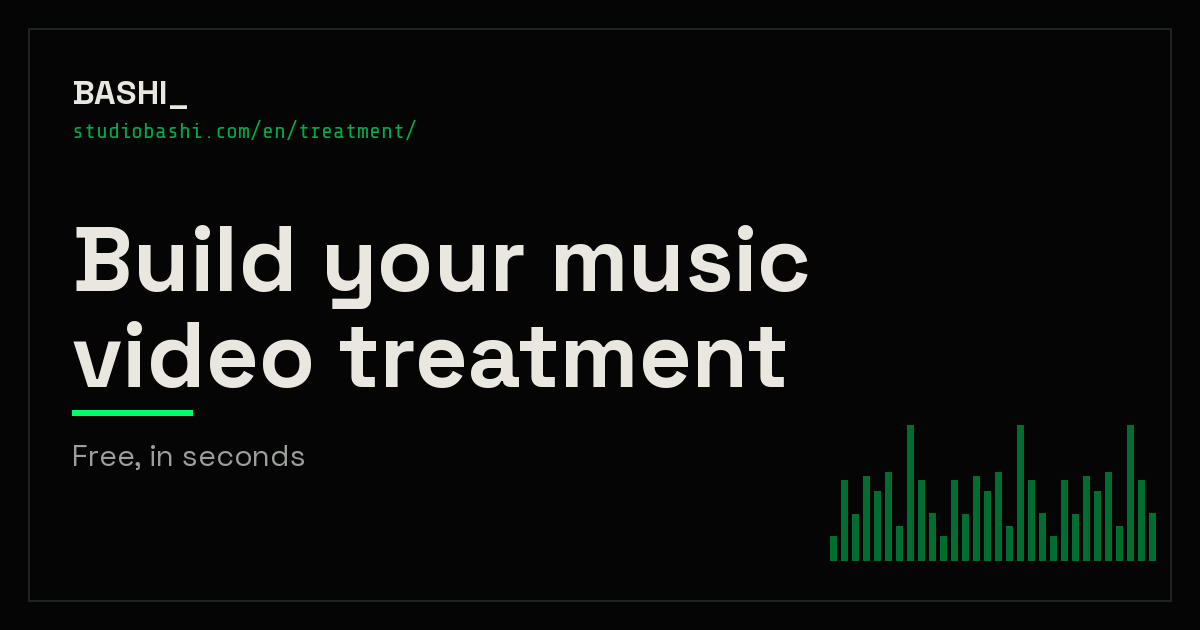 BASHI_
studiobashi.com/en/treatment/
Build your music
video treatment
Free, in seconds